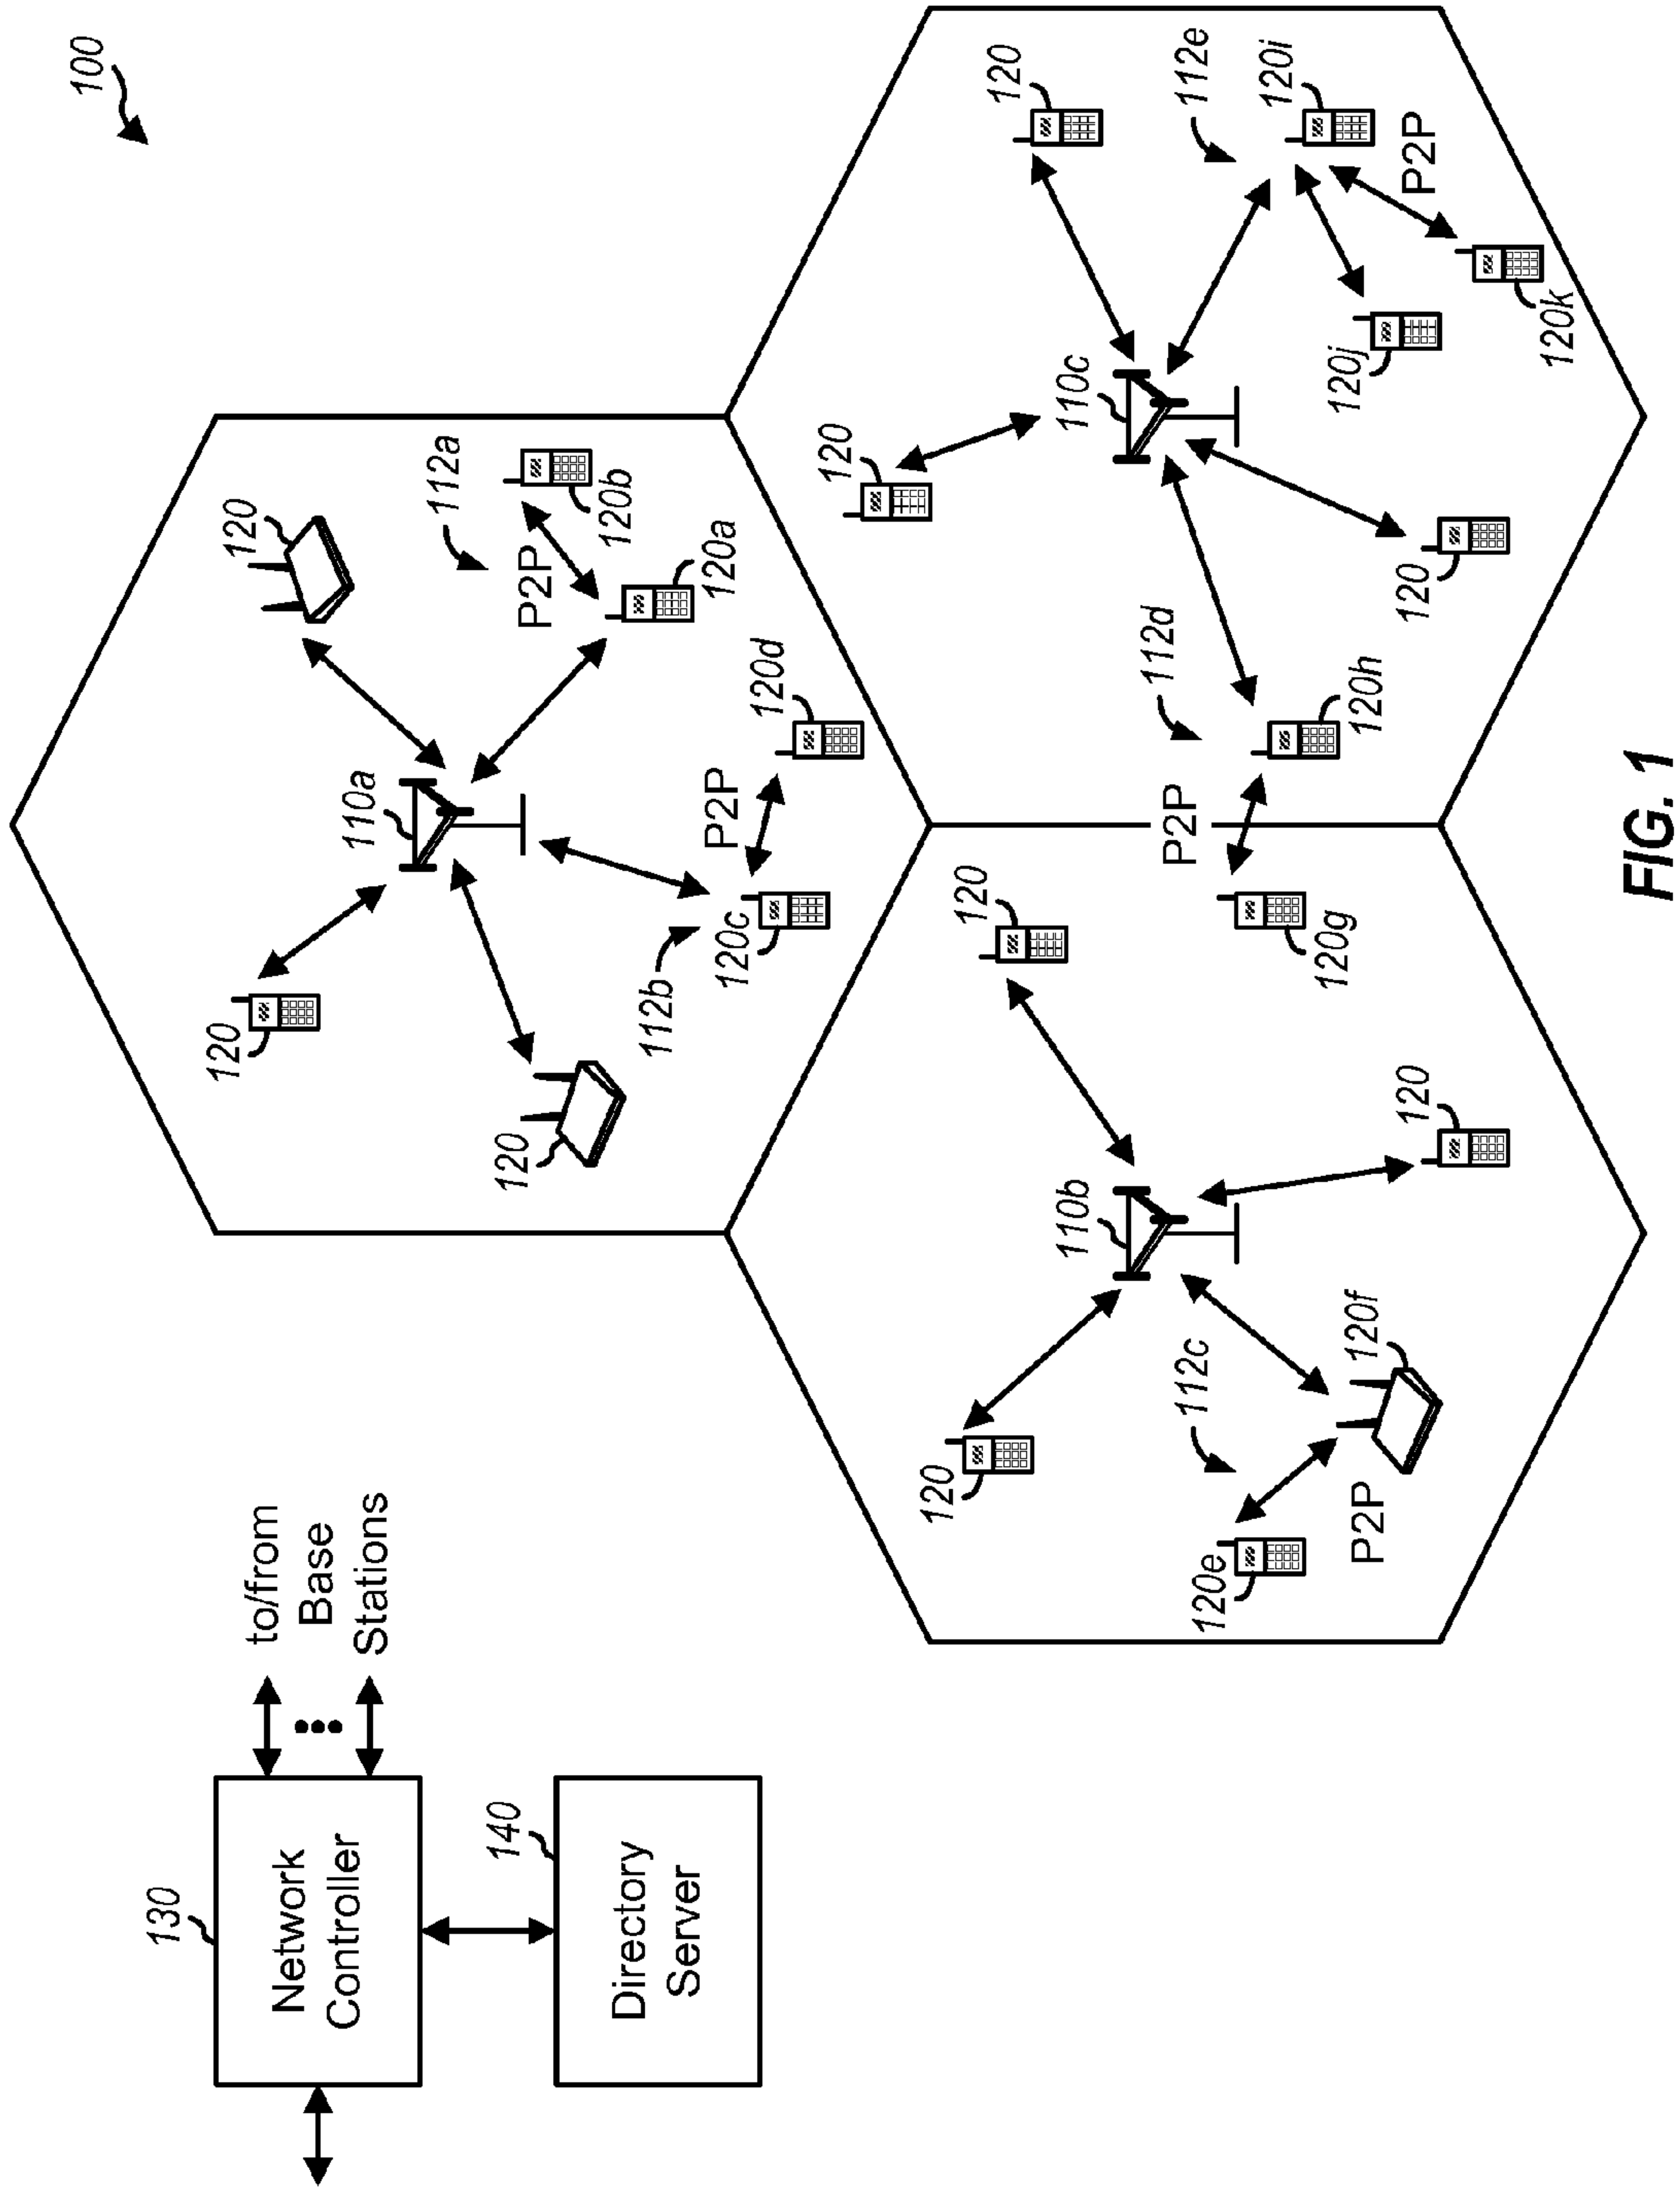 100
130
Network
Controller
to/from
Base
Stations
140
Directory
Server
110a
120
120
120
112a
P2P
120b
120a
112b
120c
P2P
120d
110b
120
120
120
112c
120e
120f
P2P
120g
P2P
112d
120h
110c
120
120
120
112e
120i
P2P
120j
120k
FIG. 1